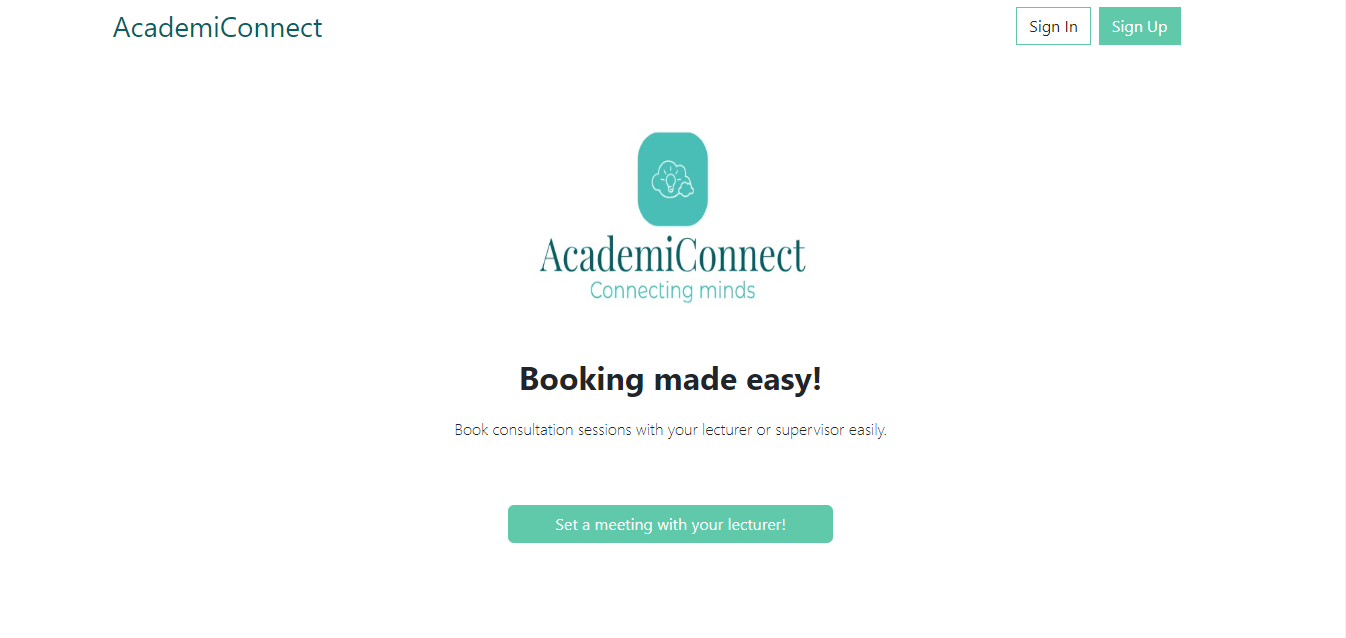 AcademiConnect
Sign In
Sign Up
AcademiConnect
Connecting minds
Booking made easy!
Book consultation sessions with your lecturer or supervisor easily.
Set a meeting with your lecturer!